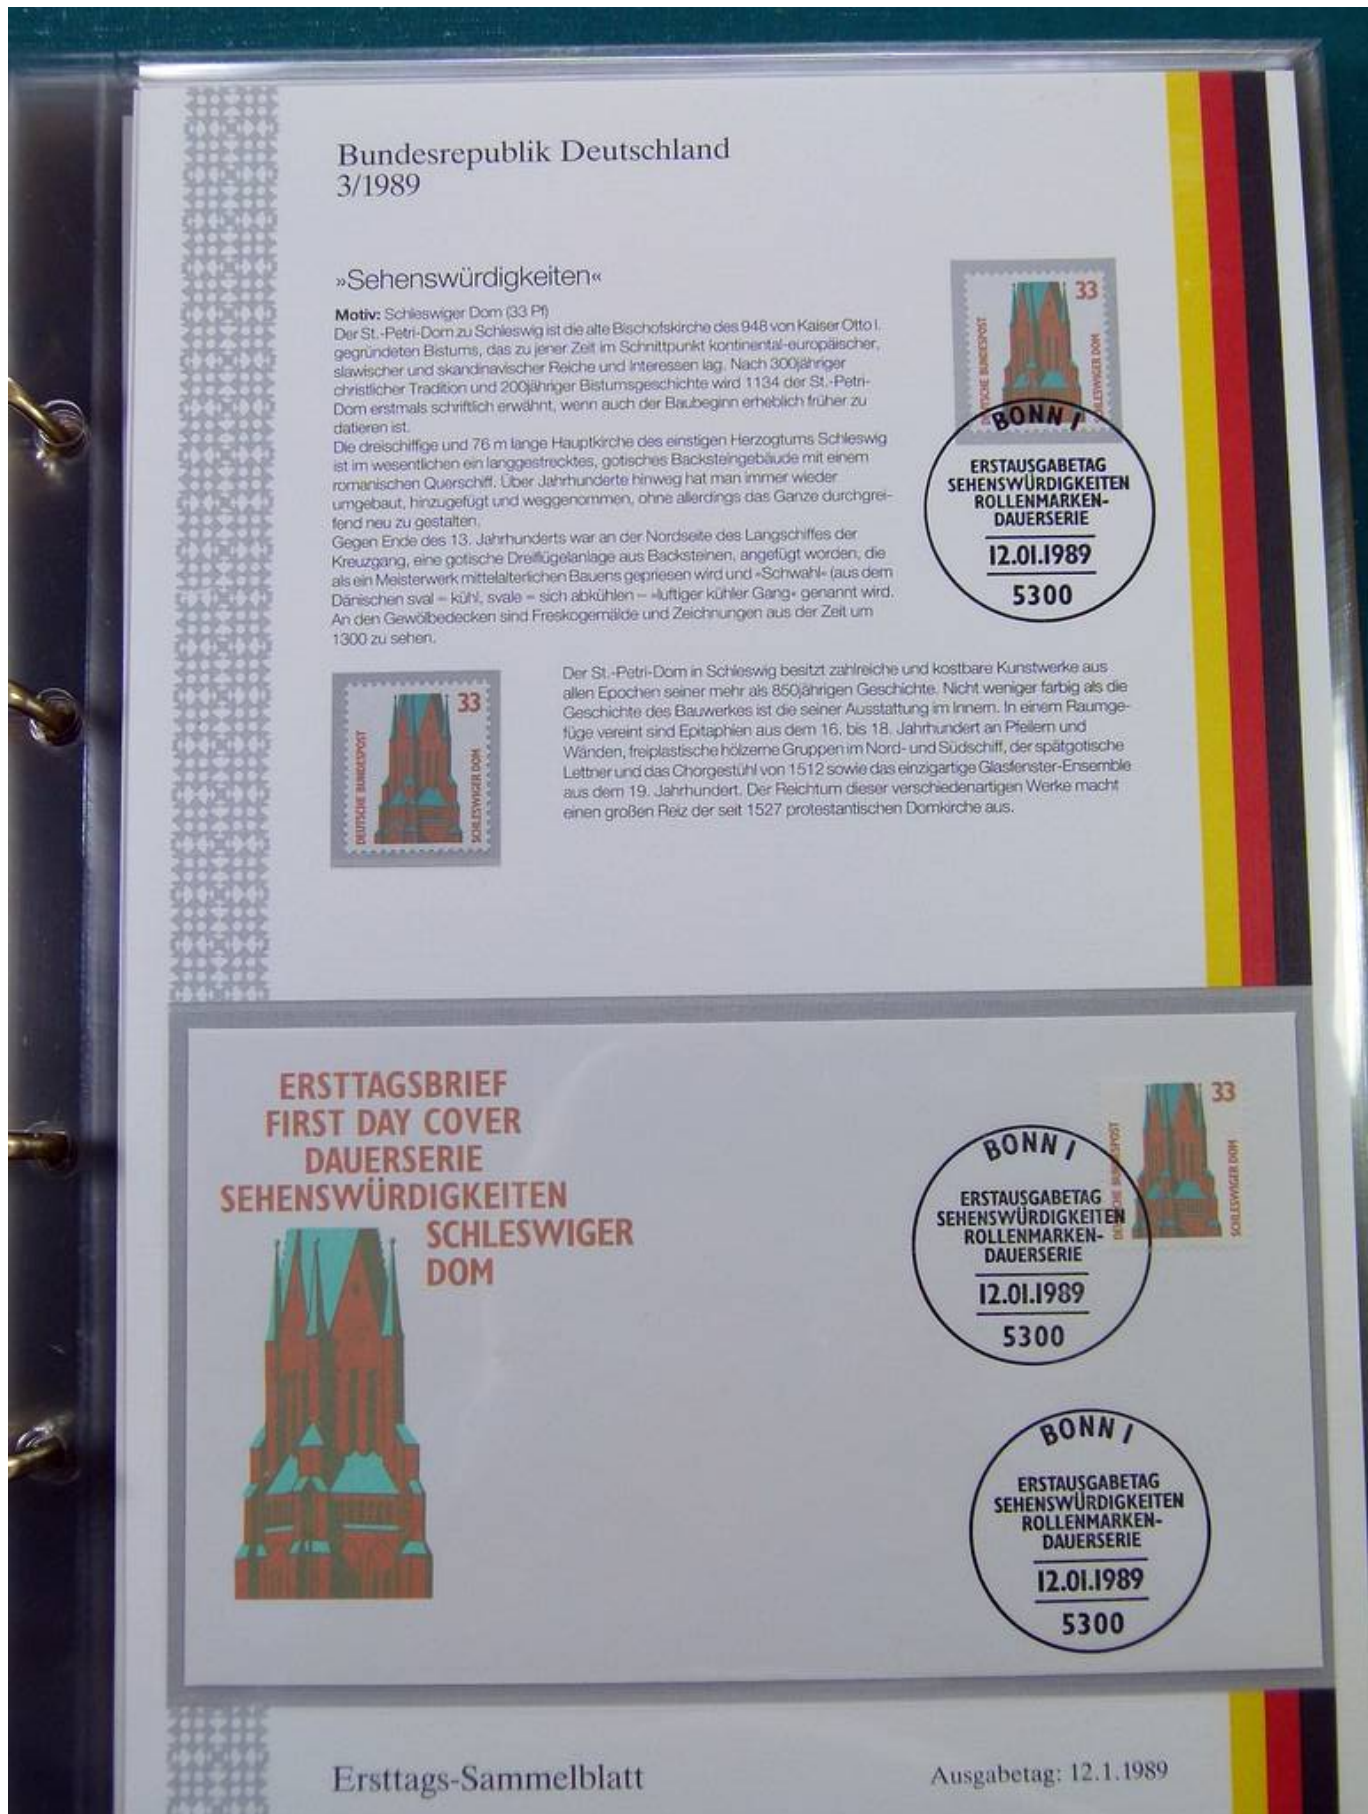 Bundesrepublik Deutschland
3/1989
»Sehenswürdigkeiten«
Motiv: Schleswiger Dom (33 Pf)
Der St.-Petri-Dom zu Schleswig ist die alte Bischofskirche des 948 von Kaiser Otto I.
gegründeten Bistums, das zu jener Zeit im Schnittpunkt kontinental-europäischer,
slawischer und skandinavischer Reiche und Interessen lag. Nach 300jähriger
christlicher Tradition und 200jähriger Bistumsgeschichte wird 1134 der St.-Petri-
Dom erstmals schriftlich erwähnt, wenn auch der Baubeginn erheblich früher zu
datieren ist.
Die dreischiffige und 76 m lange Hauptkirche des einstigen Herzogtums Schleswig
ist im wesentlichen ein langgestrecktes, gotisches Backsteingebäude mit einem
romanischen Querschiff. Über Jahrhunderte hinweg hat man immer wieder
umgebaut, hinzugefügt und weggenommen, ohne allerdings das Ganze durchgrei-
fend neu zu gestalten.
Gegen Ende des 13. Jahrhunderts war an der Nordseite des Langschiffes der
Kreuzgang, eine gotische Dreiflügelanlage aus Backsteinen, angefügt worden, die
als ein Meisterwerk mittelalterlichen Bauens gepriesen wird und »Schwahl« (aus dem
Dänischen sval = kühl, svale = sich abkühlen – »luftiger kühler Gang« genannt wird.
An den Gewölbedecken sind Freskogemälde und Zeichnungen aus der Zeit um
1300 zu sehen.
33
DEUTSCHE BUNDESPOST
SCHLESWIGER DOM
BONN 1
ERSTAUSGABETAG
SEHENSWÜRDIGKEITEN
ROLLENMARKEN-
DAUERSERIE
12.01.1989
5300
33
DEUTSCHE BUNDESPOST
SCHLESWIGER DOM
Der St.-Petri-Dom in Schleswig besitzt zahlreiche und kostbare Kunstwerke aus
allen Epochen seiner mehr als 850jährigen Geschichte. Nicht weniger farbig als die
Geschichte des Bauwerkes ist die seiner Ausstattung im Innern. In einem Raumge-
füge vereint sind Epitaphien aus dem 16. bis 18. Jahrhundert an Pfeilern und
Wänden, freiplastische hölzerne Gruppen im Nord- und Südschiff, der spätgotische
Lettner und das Chorgestühl von 1512 sowie das einzigartige Glasfenster-Ensemble
aus dem 19. Jahrhundert. Der Reichtum dieser verschiedenartigen Werke macht
einen großen Reiz der seit 1527 protestantischen Domkirche aus.
ERSTTAGSBRIEF
FIRST DAY COVER
DAUERSERIE
SEHENSWÜRDIGKEITEN
SCHLESWIGER
DOM
33
DEUTSCHE BUNDESPOST
SCHLESWIGER DOM
BONN 1
ERSTAUSGABETAG
SEHENSWÜRDIGKEITEN
ROLLENMARKEN-
DAUERSERIE
12.01.1989
5300
BONN 1
ERSTAUSGABETAG
SEHENSWÜRDIGKEITEN
ROLLENMARKEN-
DAUERSERIE
12.01.1989
5300
Ersttags-Sammelblatt
Ausgabetag: 12.1.1989